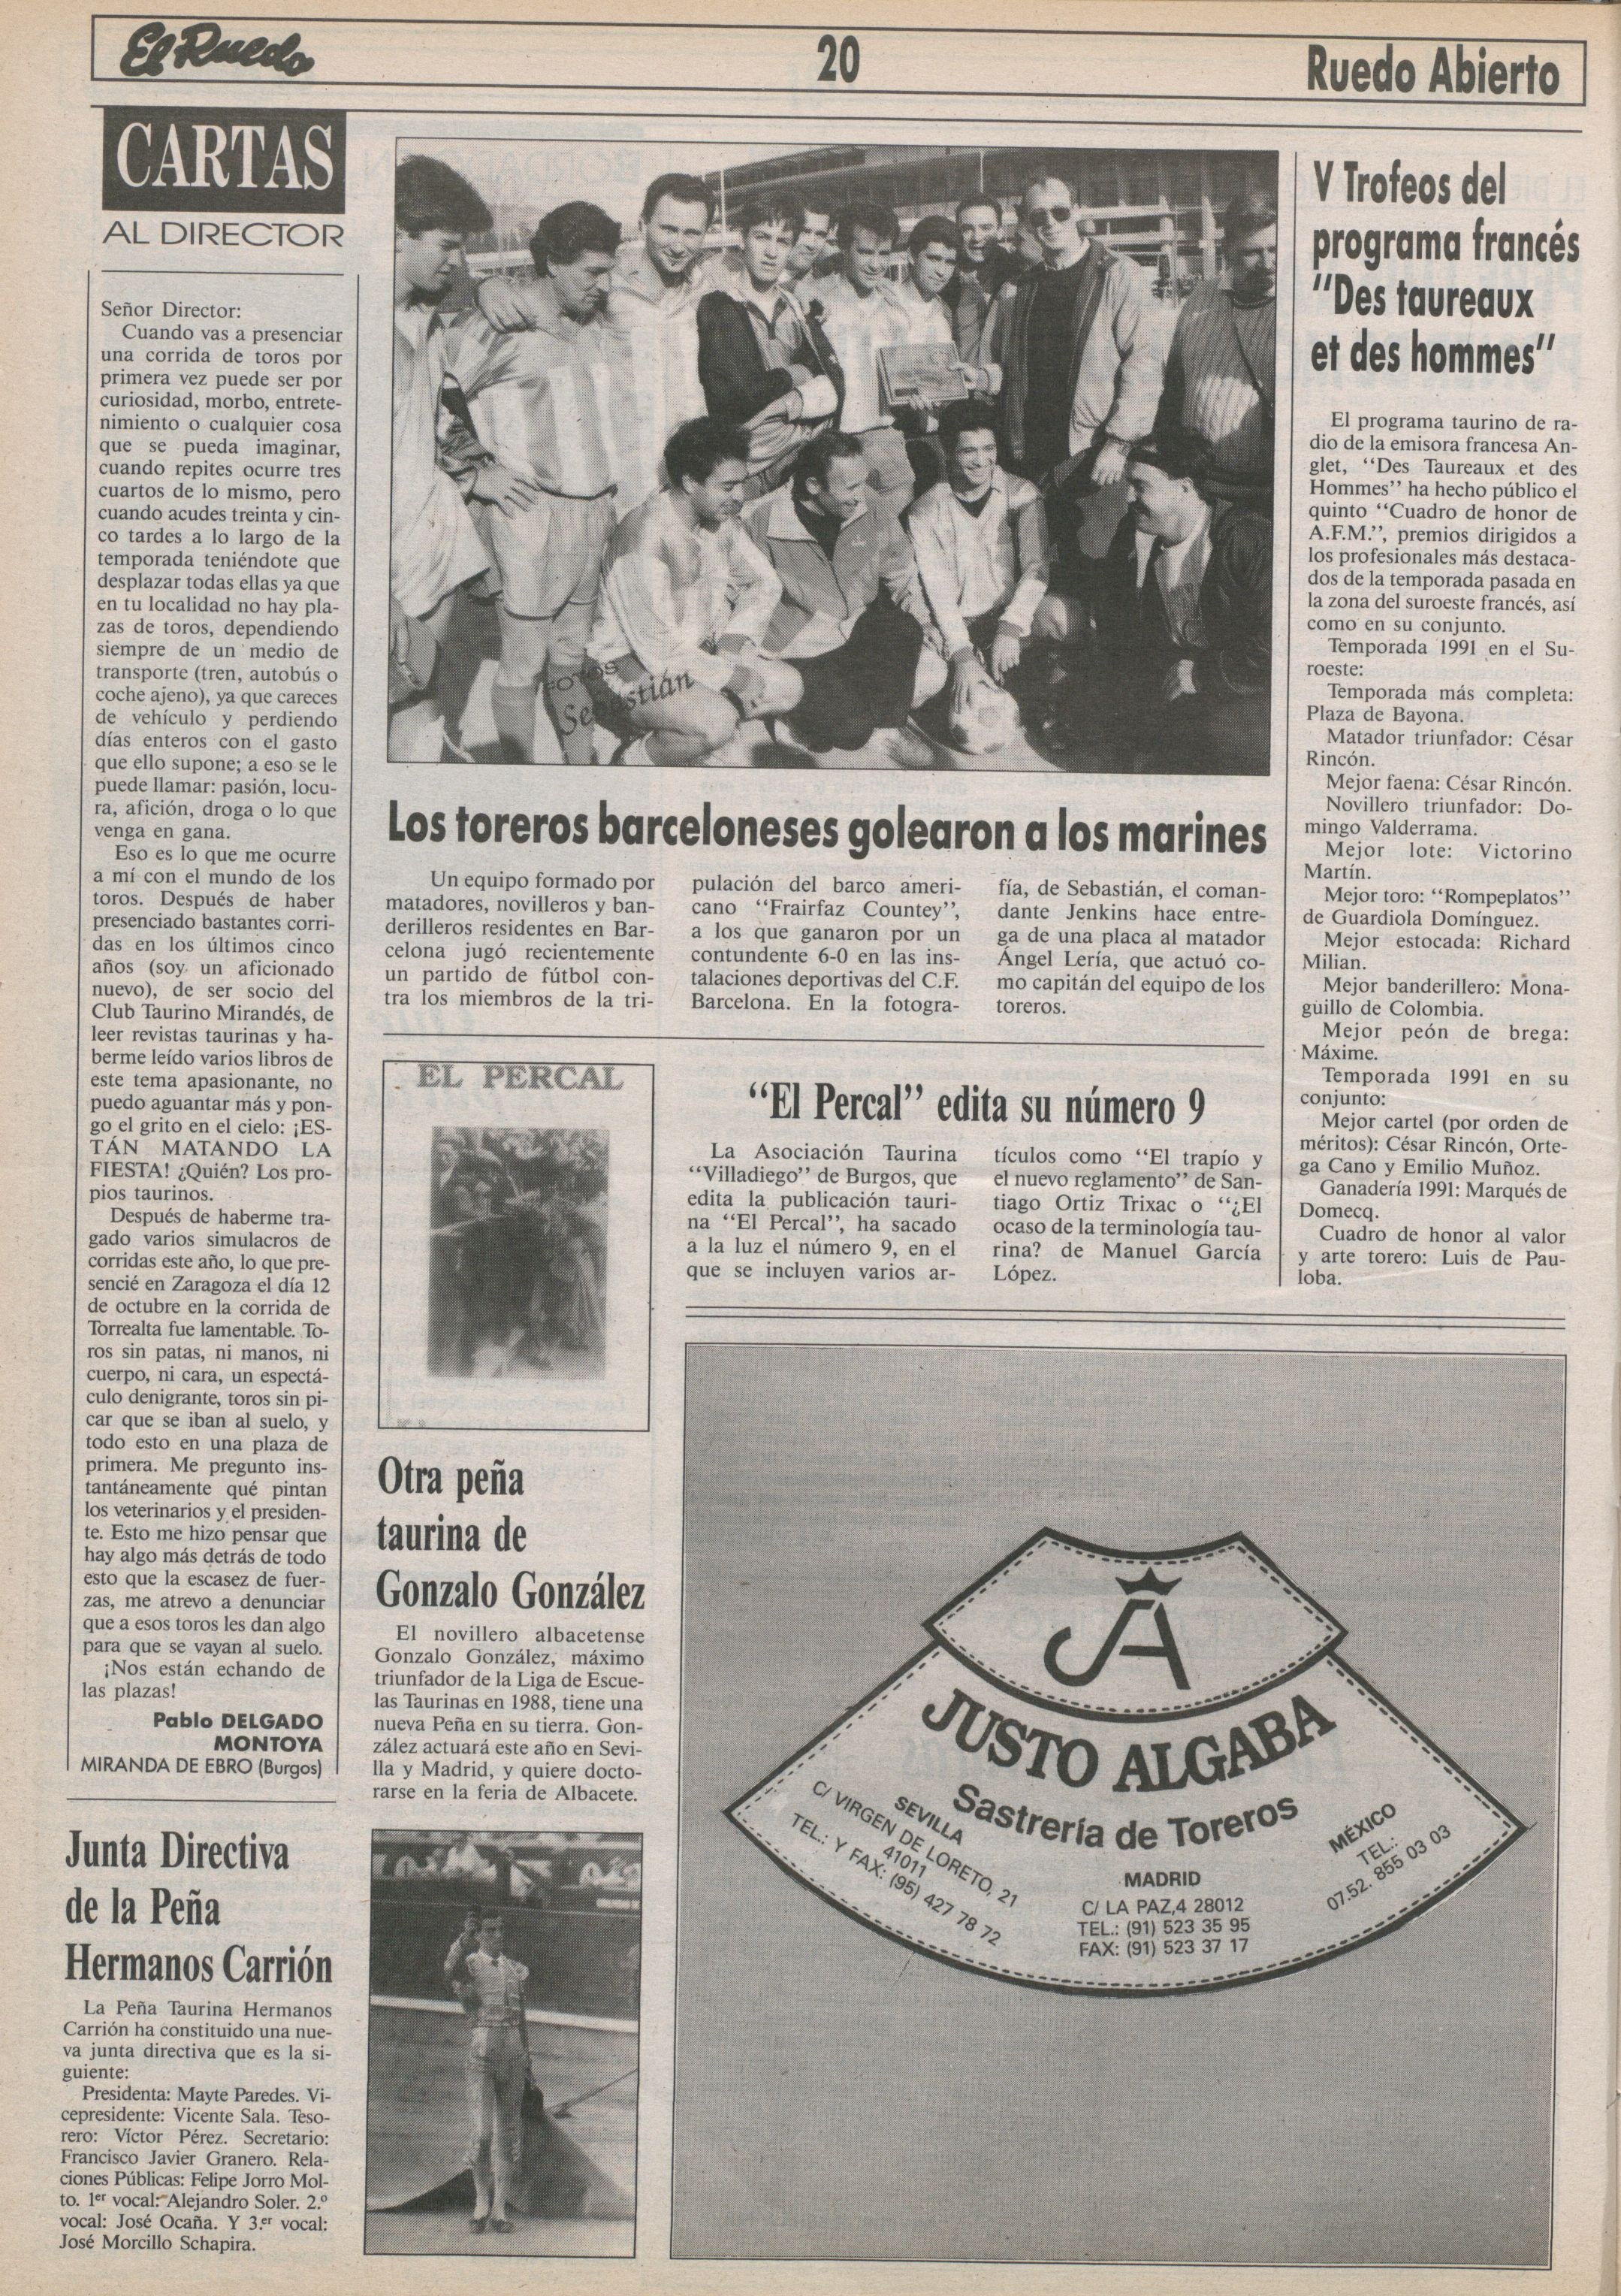 El Ruedo
20
Ruedo Abierto
CARTAS
AL DIRECTOR
Señor Director:
Cuando vas a presenciar
una corrida de toros por
primera vez puede ser por
curiosidad, morbo, entrete-
nimiento o cualquier cosa
que se pueda imaginar,
cuando repites ocurre tres
cuartos de lo mismo, pero
cuando acudes treinta y cin-
co tardes a lo largo de la
temporada teniéndote que
desplazar todas ellas ya que
en tu localidad no hay pla-
zas de toros, dependiendo
siempre de un medio de
transporte (tren, autobús o
coche ajeno), ya que careces
de vehículo y perdiendo
días enteros con el gasto
que ello supone; a eso se le
puede llamar: pasión, locu-
ra, afición, droga o lo que
venga en gana.
Eso es lo que me ocurre
a mí con el mundo de los
toros. Después de haber
presenciado bastantes corri-
das en los últimos cinco
años (soy un aficionado
nuevo), de ser socio del
Club Taurino Mirandés, de
leer revistas taurinas y ha-
berme leído varios libros de
este tema apasionante, no
puedo aguantar más y pon-
go el grito en el cielo: ¡ES-
TÁN MATANDO LA
FIESTA! ¿Quién? Los pro-
pios taurinos.
Después de haberme tra-
gado varios simulacros de
corridas este año, lo que pre-
sencié en Zaragoza el día 12
de octubre en la corrida de
Torrealta fue lamentable. To-
ros sin patas, ni manos, ni
cuerpo, ni cara, un espectá-
culo denigrante, toros sin pi-
car que se iban al suelo, y
todo esto en una plaza de
primera. Me pregunto ins-
tantáneamente qué pintan
los veterinarios y el presiden-
te. Esto me hizo pensar que
hay algo más detrás de todo
esto que la escasez de fuer-
zas, me atrevo a denunciar
que a esos toros les dan algo
para que se vayan al suelo.
¡Nos están echando de
las plazas!
Pablo DELGADO
MONTOYA
MIRANDA DE EBRO (Burgos)
Junta Directiva
de la Peña
Hermanos Carrión
La Peña Taurina Hermanos
Carrión ha constituido una nue-
va junta directiva que es la si-
guiente:
Presidenta: Mayte Paredes. Vi-
cepresidente: Vicente Sala. Teso-
rero: Víctor Pérez. Secretario:
Francisco Javier Granero. Rela-
ciones Públicas: Felipe Jorro Mol-
to. 1er vocal: Alejandro Soler. 2.º
vocal: José Ocaña. Y 3.er vocal:
José Morcillo Schapira.
FOTOS
Sebastián
Los toreros barceloneses golearon a los marines
Un equipo formado por
matadores, novilleros y ban-
derilleros residentes en Bar-
celona jugó recientemente
un partido de fútbol con-
tra los miembros de la tri-
pulación del barco ameri-
cano "Frairfaz Countey",
a los que ganaron por un
contundente 6-0 en las ins-
talaciones deportivas del C.F.
Barcelona. En la fotogra-
fía, de Sebastián, el coman-
dante Jenkins hace entre-
ga de una placa al matador
Ángel Lería, que actuó co-
mo capitán del equipo de los
toreros.
EL PERCAL
Nº 9
"El Percal" edita su número 9
La Asociación Taurina
"Villadiego" de Burgos, que
edita la publicación tauri-
na "El Percal", ha sacado
a la luz el número 9, en el
que se incluyen varios ar-
tículos como "El trapío y
el nuevo reglamento" de San-
tiago Ortiz Trixac o "¿El
ocaso de la terminología tau-
rina? de Manuel García
López.
Otra peña
taurina de
Gonzalo González
El novillero albacetense
Gonzalo González, máximo
triunfador de la Liga de Escue-
las Taurinas en 1988, tiene una
nueva Peña en su tierra. Gon-
zález actuará este año en Sevi-
lla y Madrid, y quiere docto-
rarse en la feria de Albacete.
V Trofeos del
programa francés
"Des taureaux
et des hommes"
El programa taurino de ra-
dio de la emisora francesa An-
glet, "Des Taureaux et des
Hommes" ha hecho público el
quinto "Cuadro de honor de
A.F.M.", premios dirigidos a
los profesionales más destaca-
dos de la temporada pasada en
la zona del suroeste francés, así
como en su conjunto.
Temporada 1991 en el Su-
roeste:
Temporada más completa:
Plaza de Bayona.
Matador triunfador: César
Rincón.
Mejor faena: César Rincón.
Novillero triunfador: Do-
mingo Valderrama.
Mejor lote: Victorino
Martín.
Mejor toro: "Rompeplatos"
de Guardiola Domínguez.
Mejor estocada: Richard
Milian.
Mejor banderillero: Mona-
guillo de Colombia.
Mejor peón de brega:
Máxime.
Temporada 1991 en su
conjunto:
Mejor cartel (por orden de
méritos): César Rincón, Orte-
ga Cano y Emilio Muñoz.
Ganadería 1991: Marqués de
Domecq.
Cuadro de honor al valor
y arte torero: Luis de Pau-
loba.
JA
JUSTO ALGABA
Sastrería de Toreros
SEVILLA
C/ VIRGEN DE LORETO, 21
41011
TEL.: Y FAX: (95) 427 78 72
MADRID
C/ LA PAZ,4 28012
TEL.: (91) 523 35 95
FAX: (91) 523 37 17
MÉXICO
TEL.:
07.52. 855 03 03